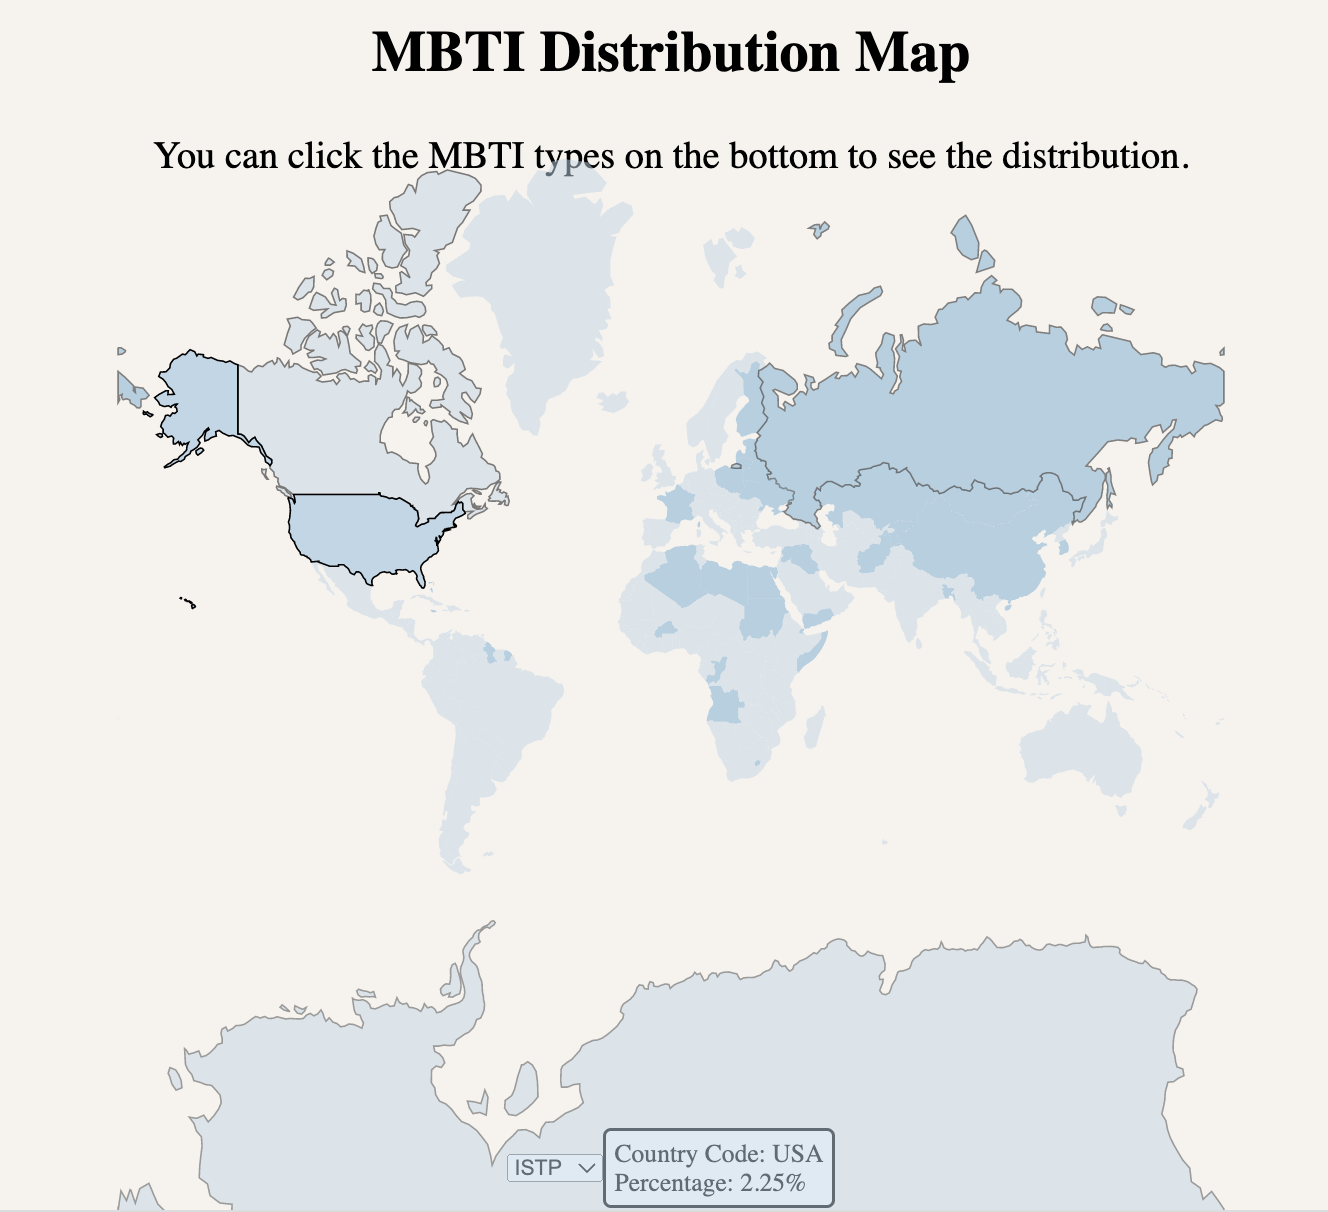 MBTI Distribution Map
You can click the MBTI types on the bottom to see the distribution.
ISTP
Country Code: USA
Percentage: 2.25%